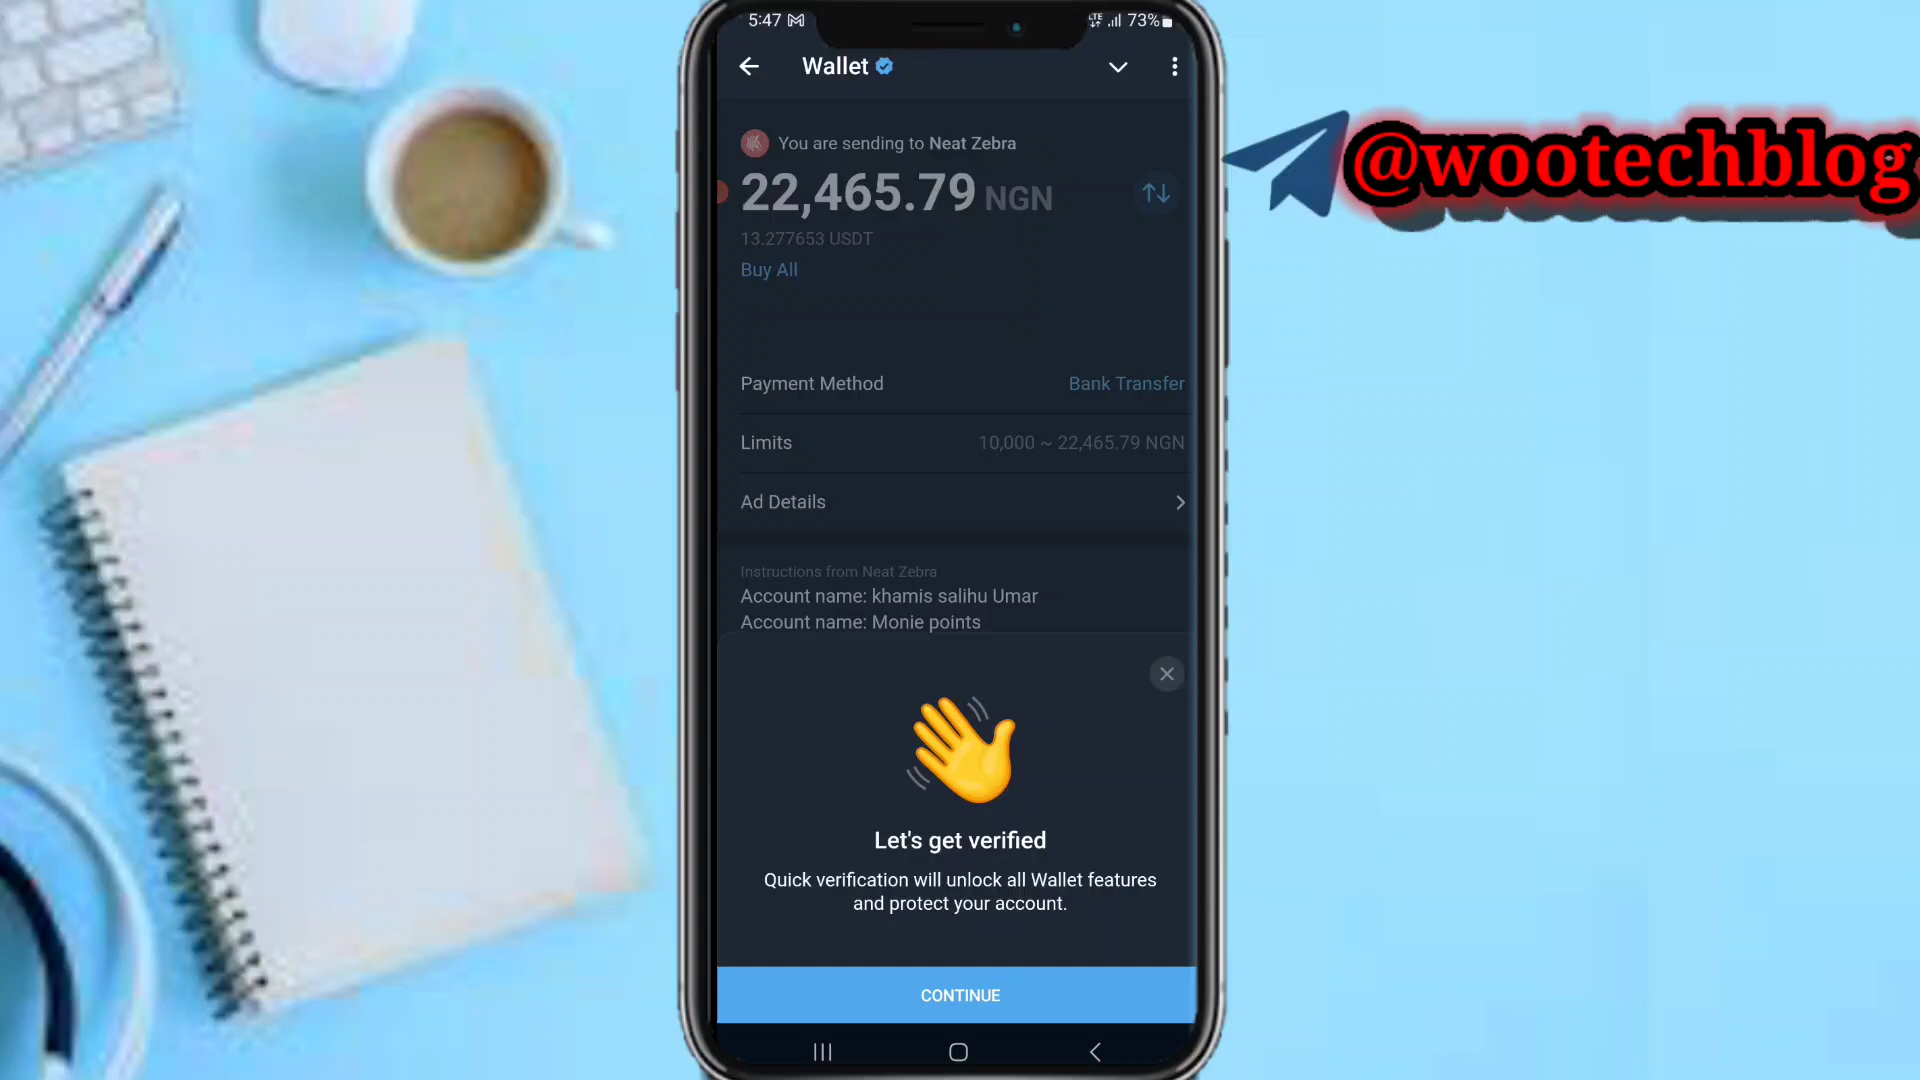 5:47
LTE 73%
Wallet
You are sending to Neat Zebra
22,465.79 NGN
13.277653 USDT
Buy All
Payment Method Bank Transfer
Limits 10,000 ~ 22,465.79 NGN
Ad Details
Instructions from Neat Zebra
Account name: khamis salihu Umar
Account name: Monie points
Let's get verified
Quick verification will unlock all Wallet features
and protect your account.
CONTINUE
@wootechblog